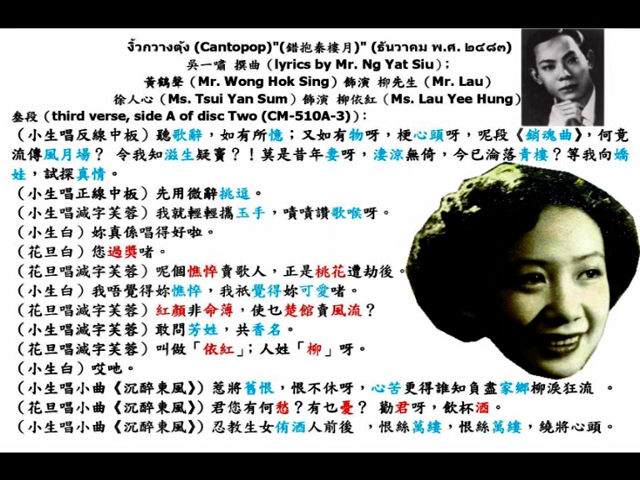 งิ้วกวางตุ้ง (Cantopop)"(錯抱秦樓月)" (ธันวาคม พ.ศ. ๒๔๘๓)
吳一嘯 撰曲（lyrics by Mr. Ng Yat Siu）；
黃鶴聲（Mr. Wong Hok Sing）飾演 柳先生（Mr. Lau）
徐人心（Ms. Tsui Yan Sum）飾演 柳依紅（Ms. Lau Yee Hung）
叁段（third verse, side A of disc Two (CM-510A-3)）：
（小生唱反線中板）聽歌辭，如有所憶；又如有物呀，梗心頭呀，呢段《銷魂曲》，何竟
流傳風月場？ 令我知滋生疑竇？！莫是昔年妻呀，淒涼無倚，今已淪落青樓？等我向嬌
娃，試探真情。
（小生唱正線中板）先用微辭挑逗。
（小生唱減字芙蓉）我就輕輕攜玉手，嘖嘖讚歌喉呀。
（小生白）妳真係唱得好啦。
（花旦白）您過獎啫。
（花旦唱減字芙蓉）呢個憔悴賣歌人，正是桃花遭劫後。
（小生白）我唔覺得妳憔悴，我祇覺得妳可愛啫。
（花旦唱減字芙蓉）紅顏非命薄，使乜楚館賣風流？
（小生唱減字芙蓉）敢問芳姓，共香名。
（花旦唱減字芙蓉）叫做「依紅」；人姓「柳」呀。
（小生白）哎吔。
（小生唱小曲《沉醉東風》）惹將舊恨，恨不休呀，心苦更得誰知負盡家鄉柳淚狂流 。
（花旦唱小曲《沉醉東風》）君您有何愁？有乜憂？ 勸君呀，飲杯酒。
（小生唱小曲《沉醉東風》）忍教生女侑酒人前後 ，恨絲萬縷，恨絲萬縷，繞將心頭。